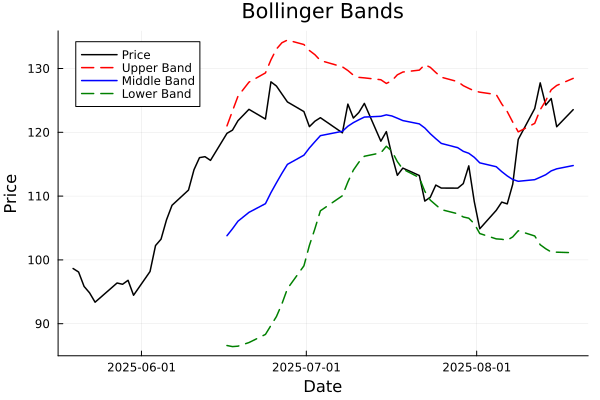 Bollinger Bands
Price
Upper Band
Middle Band
Lower Band
130
120
110
100
90
Price
2025-06-01
2025-07-01
2025-08-01
Date